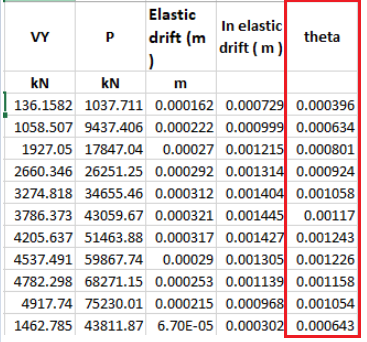 VY P Elastic drift (m ) In elastic drift ( m ) theta
kN kN m
136.1582 1037.711 0.000162 0.000729 0.000396
1058.507 9437.406 0.000222 0.000999 0.000634
1927.05 17847.04 0.00027 0.001215 0.000801
2660.346 26251.25 0.000292 0.001314 0.000924
3274.818 34655.46 0.000312 0.001404 0.001058
3786.373 43059.67 0.000321 0.001445 0.00117
4205.637 51463.88 0.000317 0.001427 0.001243
4537.491 59867.74 0.00029 0.001305 0.001226
4782.298 68271.15 0.000253 0.001139 0.001158
4917.74 75230.01 0.000215 0.000968 0.001054
1462.785 43811.87 6.70E-05 0.000302 0.000643